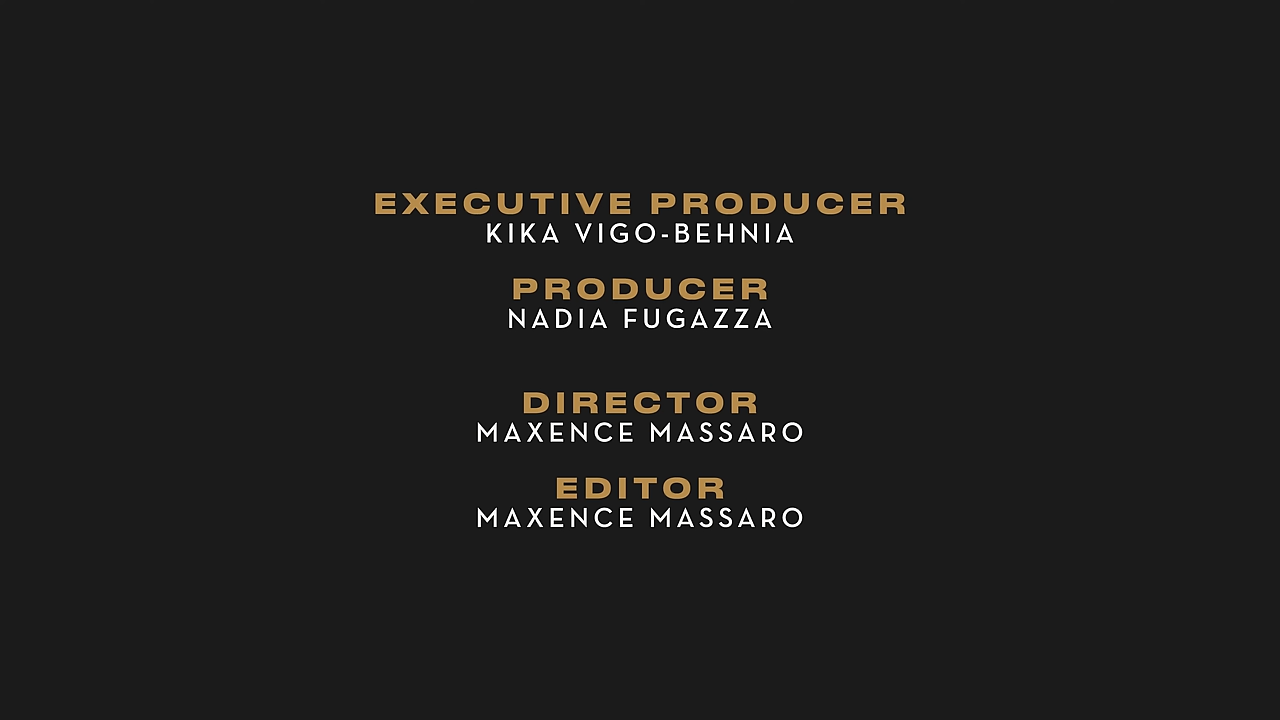 EXECUTIVE PRODUCER
KIKA VIGO-BEHNIA
PRODUCER
NADIA FUGAZZA
DIRECTOR
MAXENCE MASSARO
EDITOR
MAXENCE MASSARO